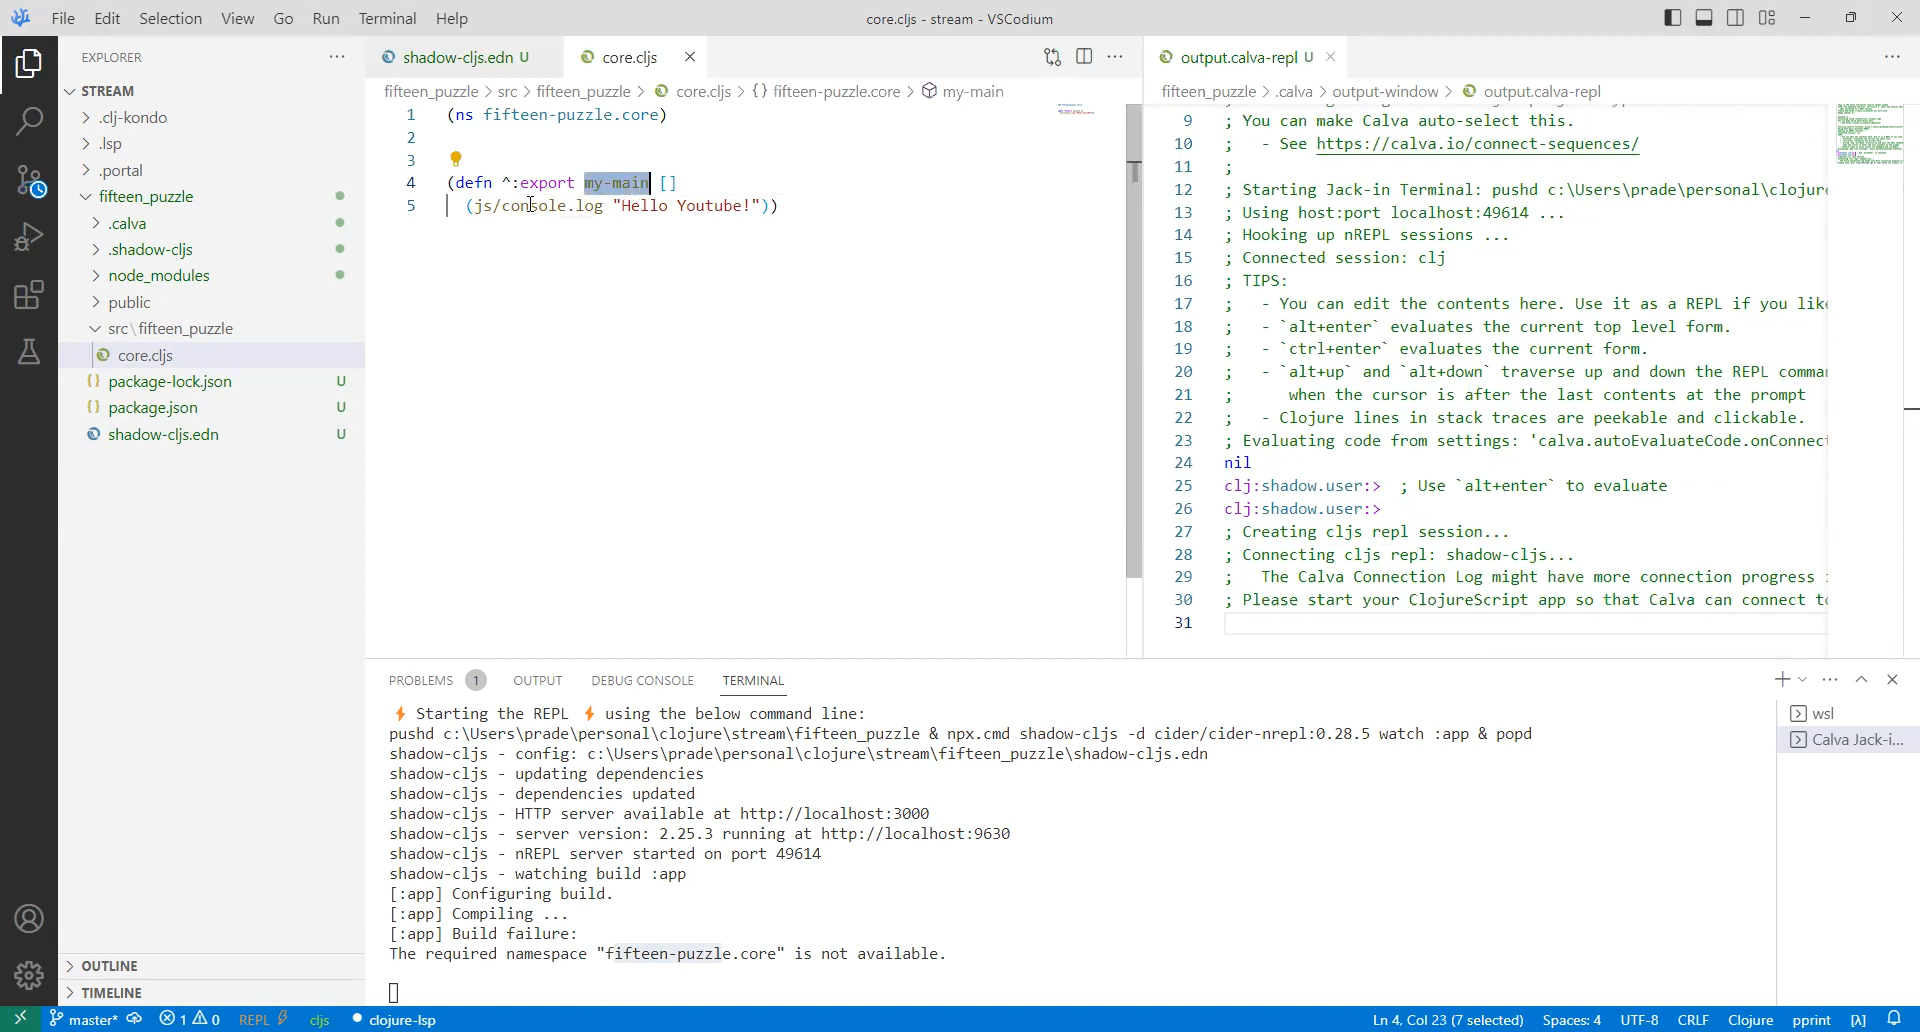 File Edit Selection View Go Run Terminal Help
core.cljs - stream - VSCodium
EXPLORER
STREAM
.clj-kondo
.lsp
.portal
fifteen_puzzle
.calva
.shadow-cljs
node_modules
public
src\fifteen_puzzle
core.cljs
package-lock.json U
package.json U
shadow-cljs.edn U
OUTLINE
TIMELINE
shadow-cljs.edn U
core.cljs
fifteen_puzzle > src > fifteen_puzzle > core.cljs > {} fifteen-puzzle.core > my-main
1 (ns fifteen-puzzle.core)
2
3
4 (defn ^:export my-main []
5 (js/console.log "Hello Youtube!"))
output.calva-repl U
fifteen_puzzle > .calva > output-window > output.calva-repl
9 ; You can make Calva auto-select this.
10 ; - See https://calva.io/connect-sequences/
11 ;
12 ; Starting Jack-in Terminal: pushd c:\Users\prade\personal\clojure
13 ; Using host:port localhost:49614 ...
14 ; Hooking up nREPL sessions ...
15 ; Connected session: clj
16 ; TIPS:
17 ; - You can edit the contents here. Use it as a REPL if you like
18 ; - `alt+enter` evaluates the current top level form.
19 ; - `ctrl+enter` evaluates the current form.
20 ; - `alt+up` and `alt+down` traverse up and down the REPL comma
21 ; when the cursor is after the last contents at the prompt
22 ; - Clojure lines in stack traces are peekable and clickable.
23 ; Evaluating code from settings: 'calva.autoEvaluateCode.onConnect
24 nil
25 clj:shadow.user:> ; Use `alt+enter` to evaluate
26 clj:shadow.user:>
27 ; Creating cljs repl session...
28 ; Connecting cljs repl: shadow-cljs...
29 ; The Calva Connection Log might have more connection progress
30 ; Please start your ClojureScript app so that Calva can connect to
31
PROBLEMS 1 OUTPUT DEBUG CONSOLE TERMINAL
Starting the REPL using the below command line:
pushd c:\Users\prade\personal\clojure\stream\fifteen_puzzle & npx.cmd shadow-cljs -d cider/cider-nrepl:0.28.5 watch :app & popd
shadow-cljs - config: c:\Users\prade\personal\clojure\stream\fifteen_puzzle\shadow-cljs.edn
shadow-cljs - updating dependencies
shadow-cljs - dependencies updated
shadow-cljs - HTTP server available at http://localhost:3000
shadow-cljs - server version: 2.25.3 running at http://localhost:9630
shadow-cljs - nREPL server started on port 49614
shadow-cljs - watching build :app
[:app] Configuring build.
[:app] Compiling ...
[:app] Build failure:
The required namespace "fifteen-puzzle.core" is not available.
wsl
Calva Jack-i...
master* 1 0 REPL cljs clojure-lsp
Ln 4, Col 23 (7 selected) Spaces: 4 UTF-8 CRLF Clojure pprint [λ]